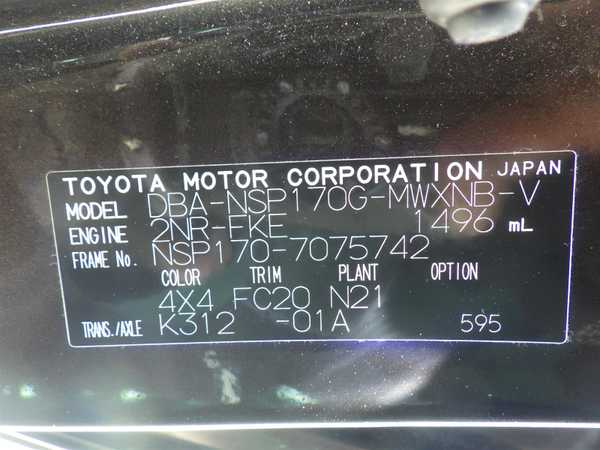 TOYOTA MOTOR CORPORATION JAPAN
MODEL DBA-NSP170G-MWXNB-V
ENGINE 2NR-FKE 1496 mL
FRAME No. NSP170-7075742
COLOR TRIM PLANT OPTION
4X4 FC20 N21
TRANS./AXLE K312 -01A 595